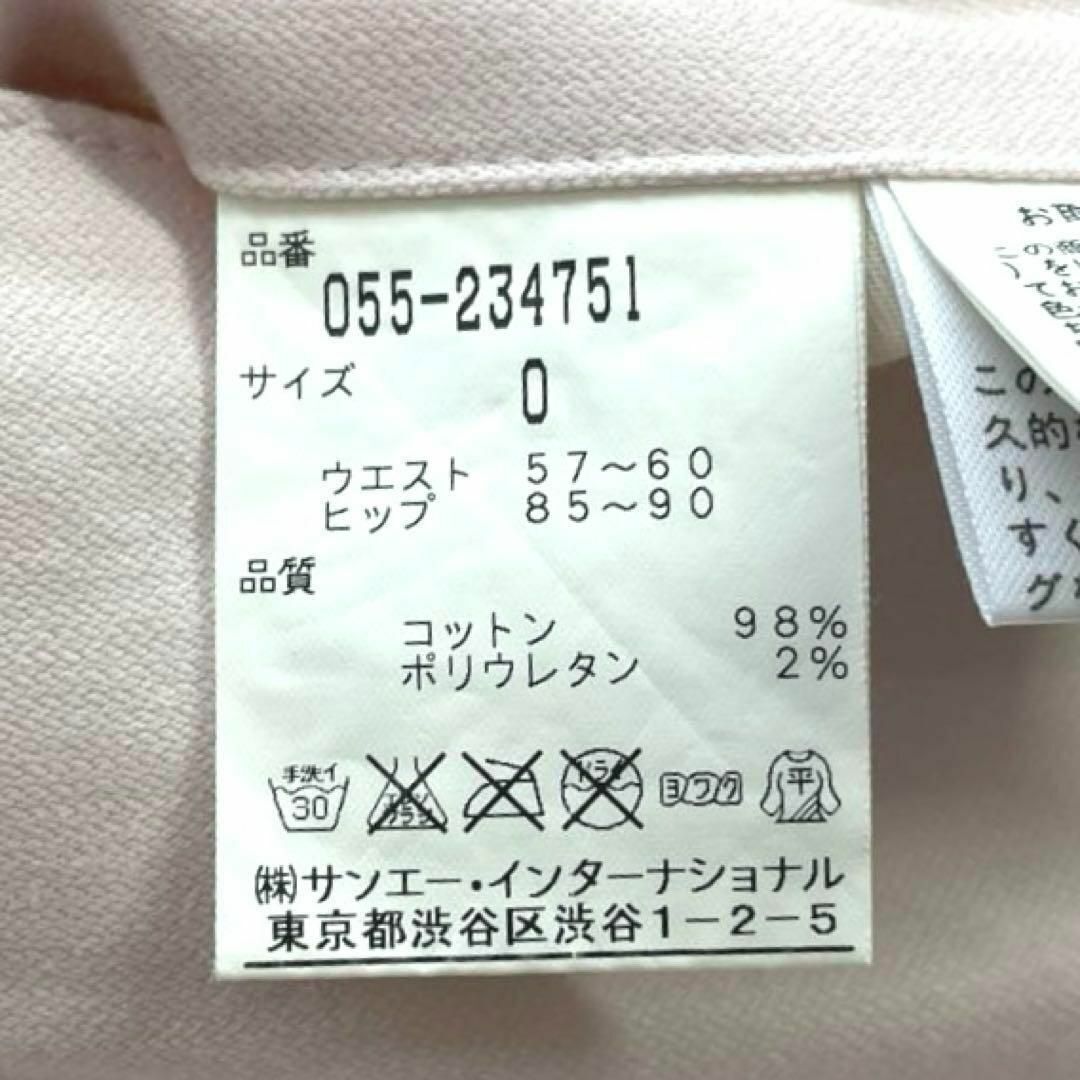 品番
055-234751
サイズ 0
ウエスト 57〜60
ヒップ 85〜90
品質
コットン 98%
ポリウレタン 2%
手洗イ
30
ドライ
ヨワク
平
㈱サンエー・インターナショナル
東京都渋谷区渋谷1-2-5
この
久的
り、
すく
グ